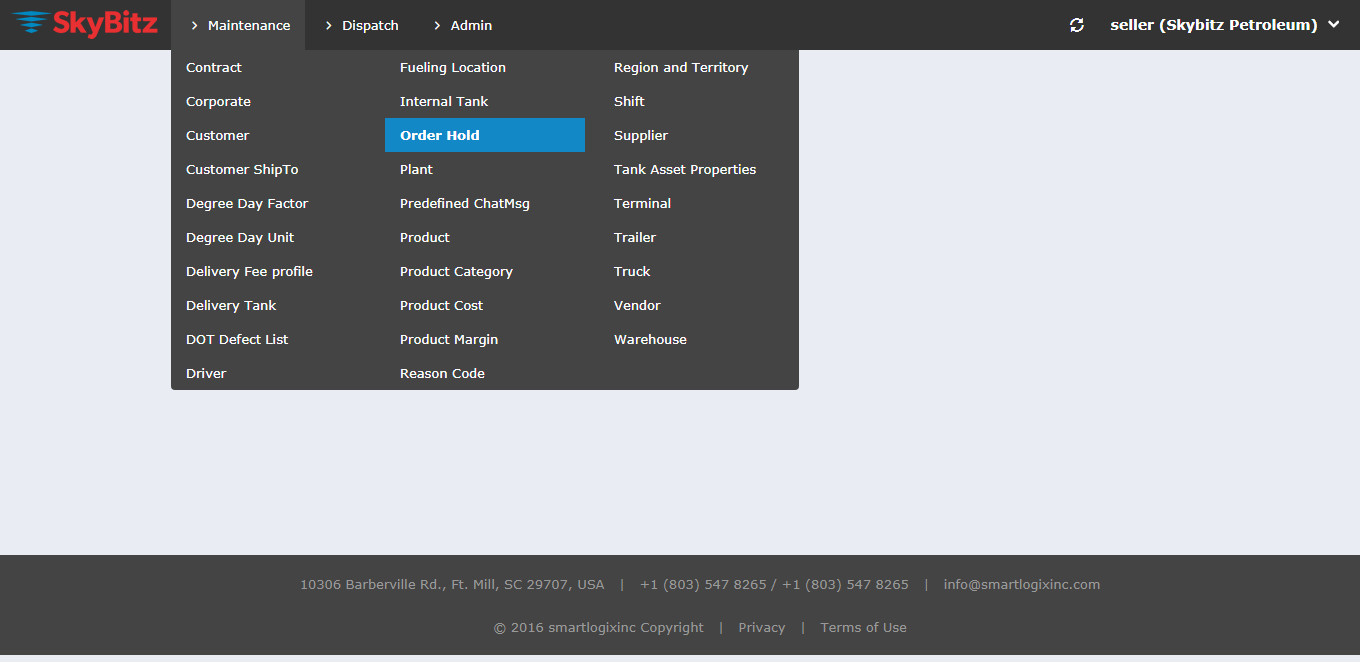 SkyBitz Maintenance Dispatch Admin seller (Skybitz Petroleum)
Contract Fueling Location Region and Territory
Corporate Internal Tank Shift
Customer Order Hold Supplier
Customer ShipTo Plant Tank Asset Properties
Degree Day Factor Predefined ChatMsg Terminal
Degree Day Unit Product Trailer
Delivery Fee profile Product Category Truck
Delivery Tank Product Cost Vendor
DOT Defect List Product Margin Warehouse
Driver Reason Code
10306 Barberville Rd., Ft. Mill, SC 29707, USA | +1 (803) 547 8265 / +1 (803) 547 8265 | info@smartlogixinc.com
© 2016 smartlogixinc Copyright | Privacy | Terms of Use